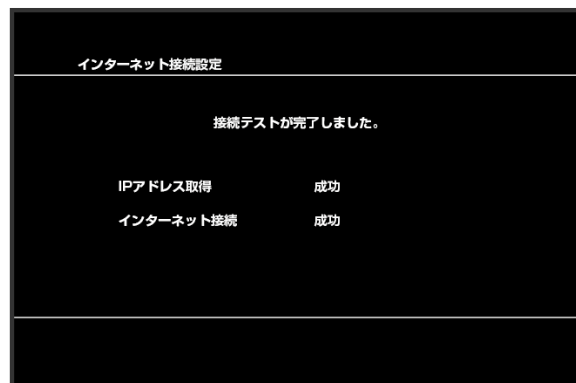 インターネット接続設定
接続テストが完了しました。
IPアドレス取得 成功
インターネット接続 成功